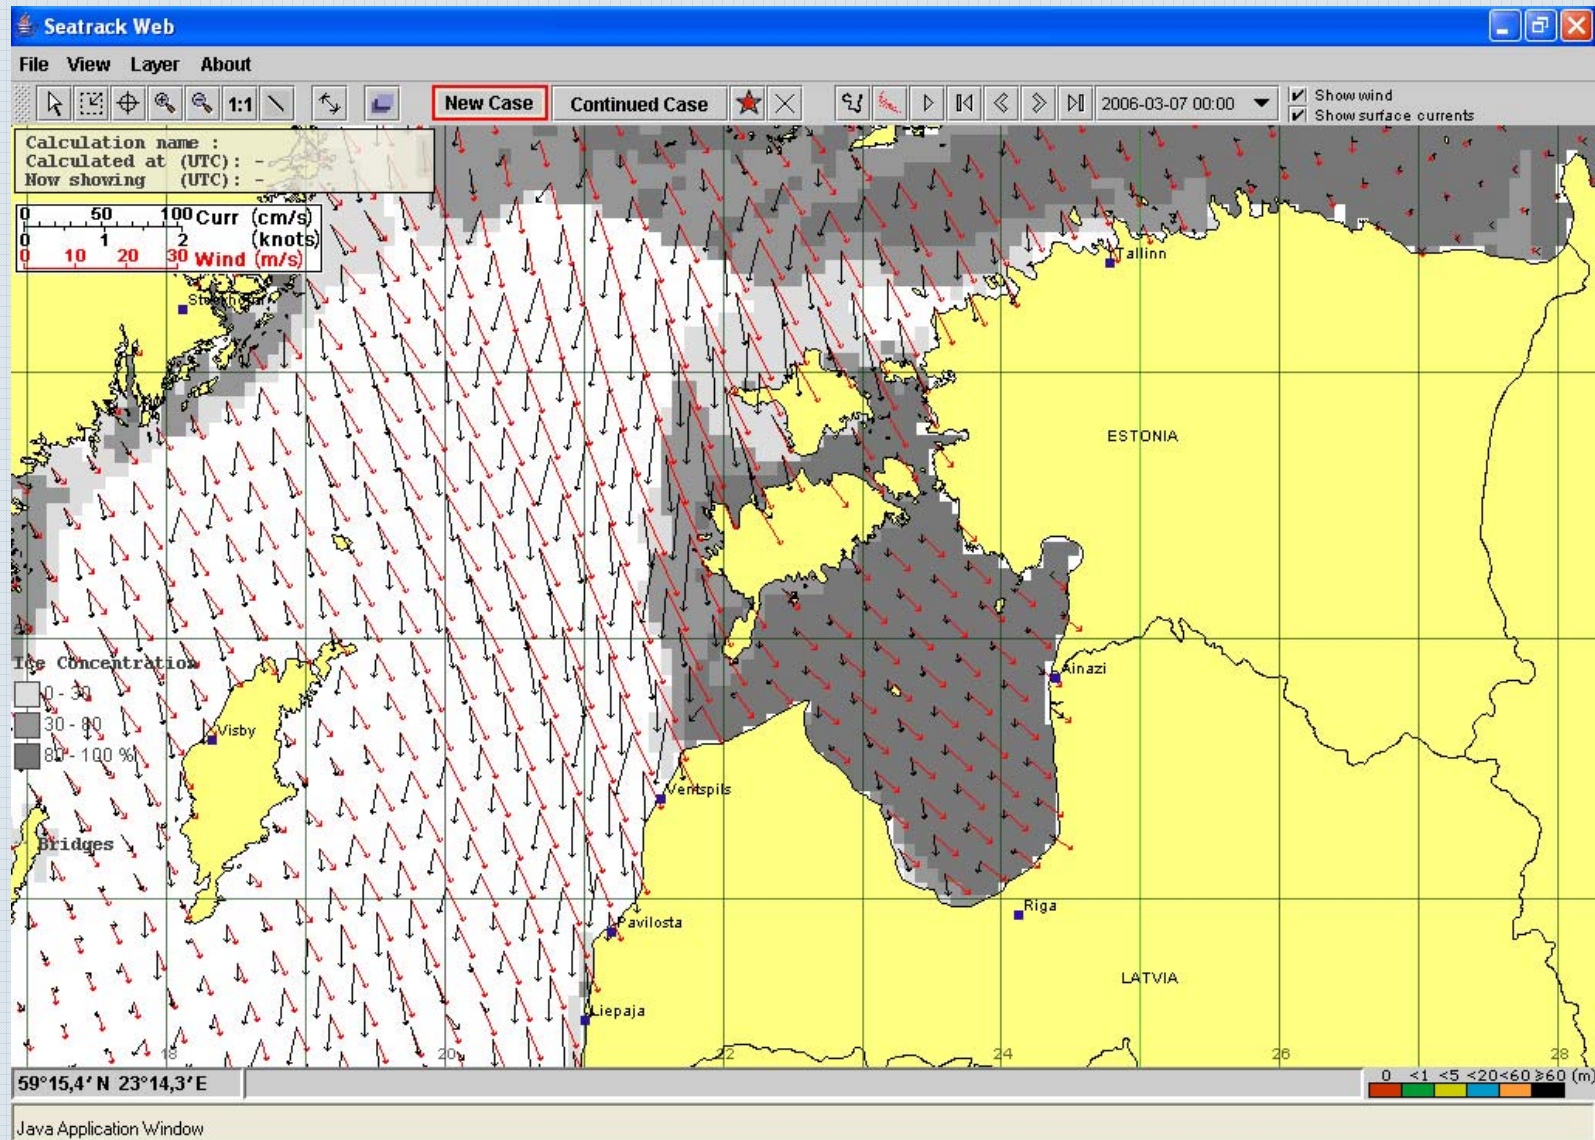 Seatrack Web
File View Layer About
1:1 New Case Continued Case 2006-03-07 00:00 Show wind
Show surface currents
Calculation name :
Calculated at (UTC): -
Now showing (UTC): -
0 50 100 Curr (cm/s)
0 1 2 (knots)
0 10 20 30 Wind (m/s)
Tallinn
Stockholm
ESTONIA
Ice Concentration
0 - 30
30 - 80
80 - 100 %
Ainazi
Visby
Ventspils
Bridges
Riga
Pavilosta
LATVIA
Liepaja
18 20 22 24 26 28
59°15,4' N 23°14,3' E
0 <1 <5 <20 <60 ≥60 (m)
Java Application Window